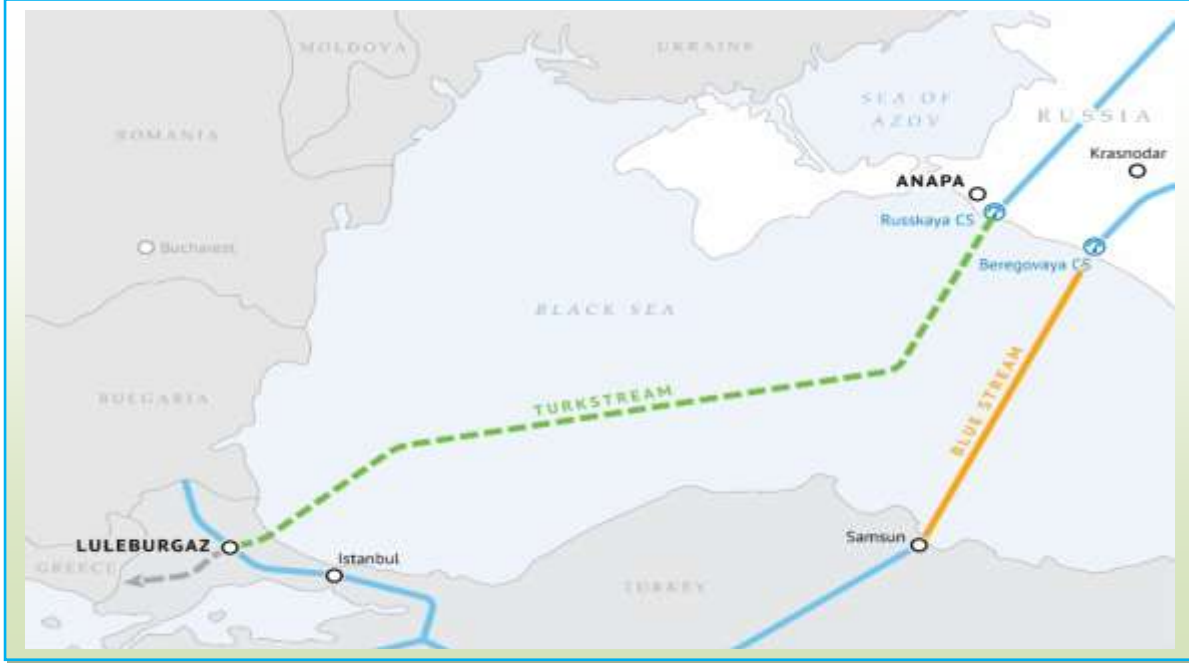 MOLDOVA
UKRAINE
SEA OF
AZOV
RUSSIA
ROMANIA
Krasnodar
ANAPA
Russkaya CS
Bucharest
Beregovaya CS
BLACK SEA
BLUE STREAM
TURKSTREAM
BULGARIA
Samsun
LULEBURGAZ
Istanbul
GREECE
TURKEY